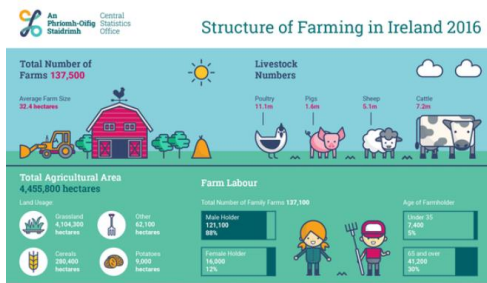 An
Phríomh-Oifig
Staidrimh
Central
Statistics
Office
Structure of Farming in Ireland 2016
Total Number of
Farms 137,500
Average Farm Size
32.4 hectares
Livestock
Numbers
Poultry
11.1m
Pigs
1.6m
Sheep
5.1m
Cattle
7.2m
Total Agricultural Area
4,455,800 hectares
Land Usage:
Grassland
4,104,300
hectares
Other
62,100
hectares
Cereals
280,400
hectares
Potatoes
9,000
hectares
Farm Labour
Total Number of Family Farms 137,100
Male Holder
121,100
88%
Female Holder
16,000
12%
Age of Farmholder
Under 35
7,400
5%
65 and over
41,200
30%